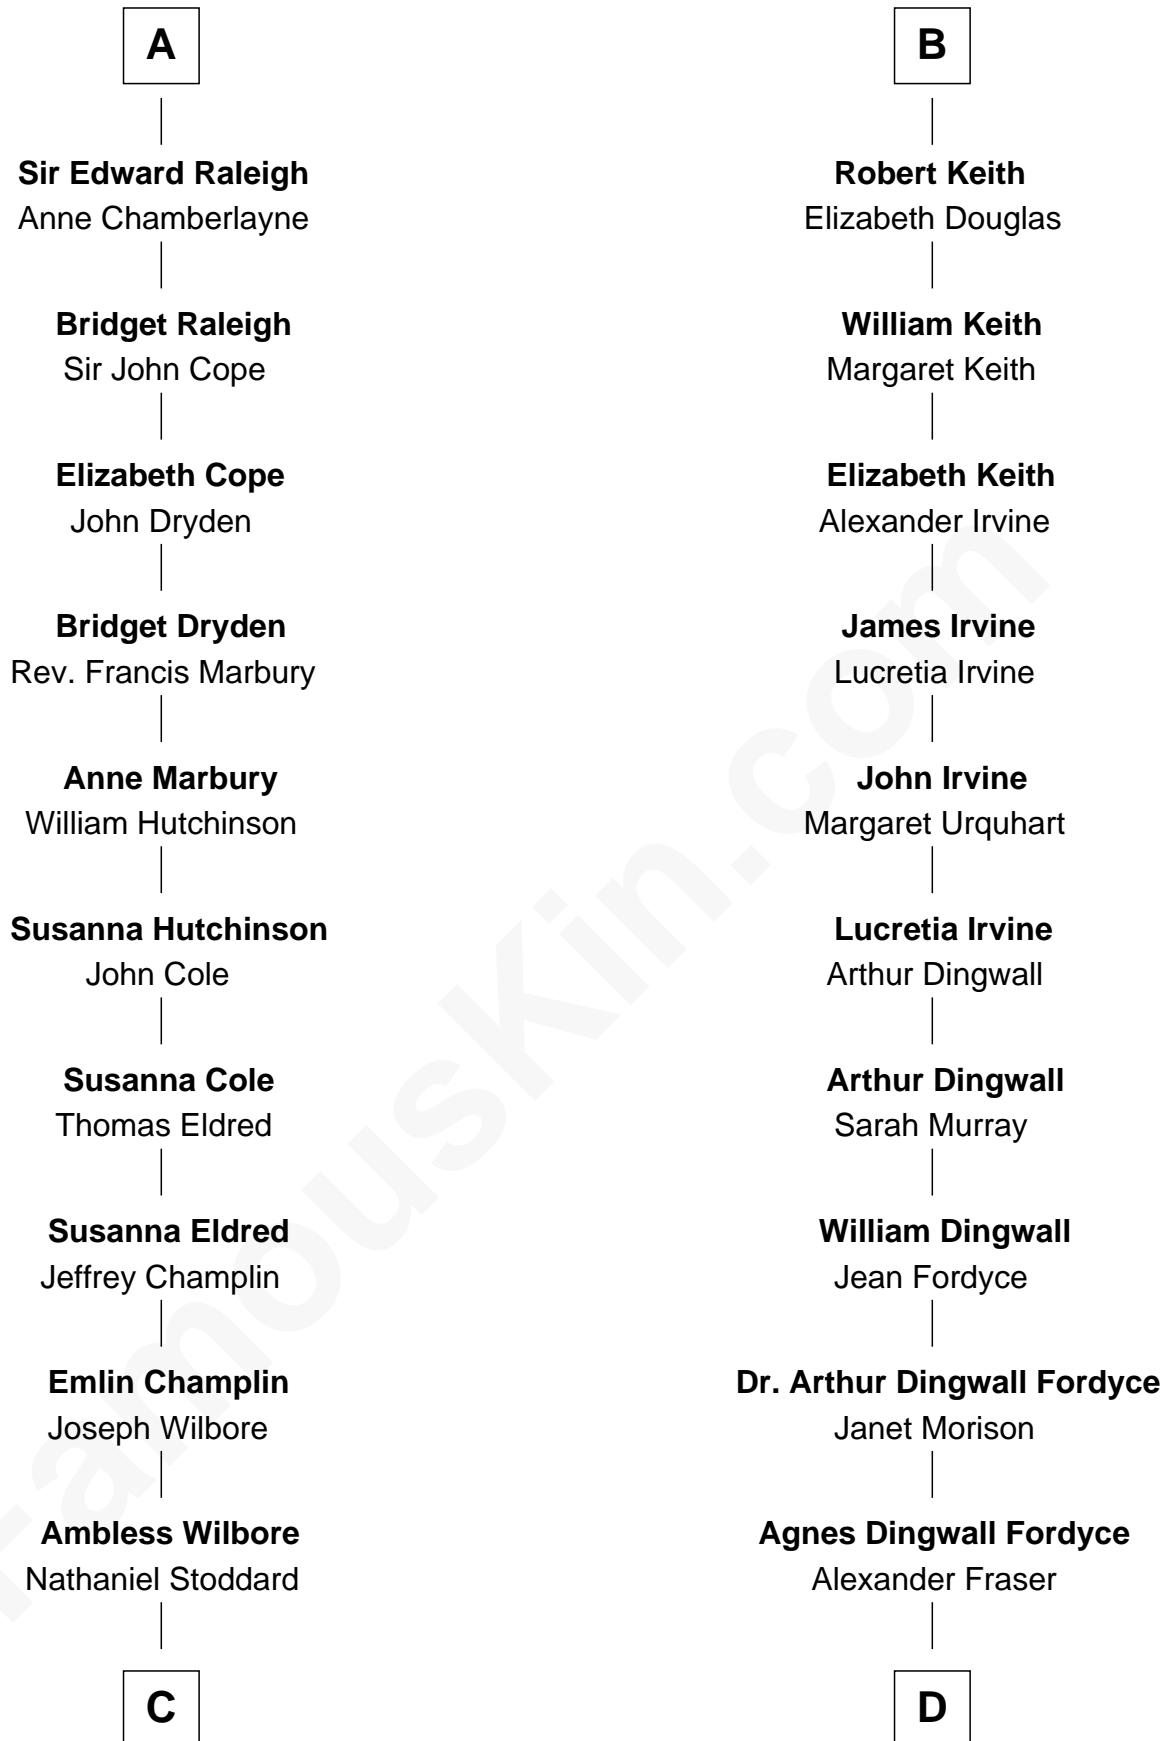 A
Sir Edward Raleigh
Anne Chamberlayne
Bridget Raleigh
Sir John Cope
Elizabeth Cope
John Dryden
Bridget Dryden
Rev. Francis Marbury
Anne Marbury
William Hutchinson
Susanna Hutchinson
John Cole
Susanna Cole
Thomas Eldred
Susanna Eldred
Jeffrey Champlin
Emlin Champlin
Joseph Wilbore
Ambless Wilbore
Nathaniel Stoddard
C
B
Robert Keith
Elizabeth Douglas
William Keith
Margaret Keith
Elizabeth Keith
Alexander Irvine
James Irvine
Lucretia Irvine
John Irvine
Margaret Urquhart
Lucretia Irvine
Arthur Dingwall
Arthur Dingwall
Sarah Murray
William Dingwall
Jean Fordyce
Dr. Arthur Dingwall Fordyce
Janet Morison
Agnes Dingwall Fordyce
Alexander Fraser
D
FamousKin.com